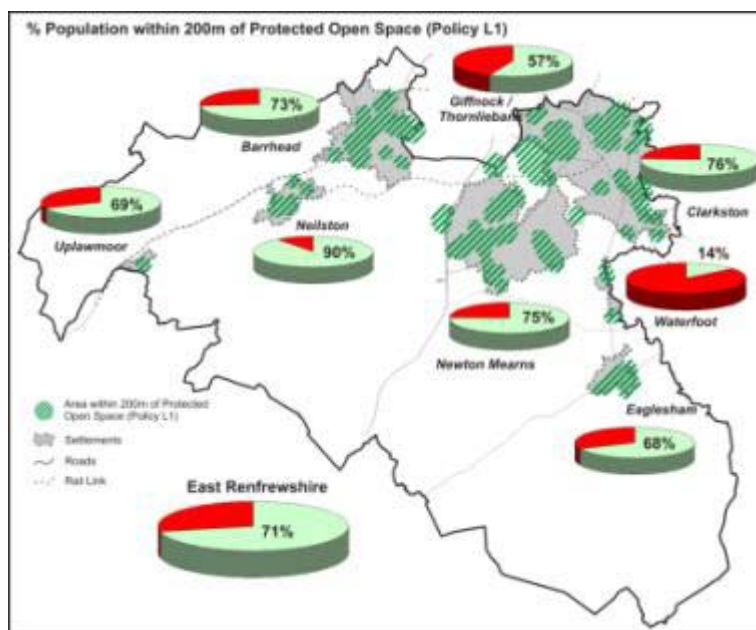 % Population within 200m of Protected Open Space (Policy L1)
57%
Giffnock /
Thornliebank
73%
Barrhead
76%
Clarkston
69%
Uplawmoor
Neilston
90%
14%
Waterfoot
75%
Newton Mearns
Eaglesham
68%
Area within 200m of Protected
Open Space (Policy L1)
Settlements
Roads
Rail Link
East Renfrewshire
71%